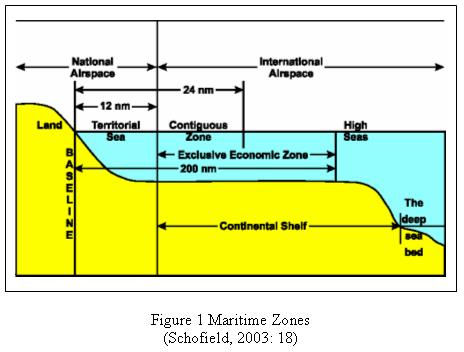 National
Airspace
International
Airspace
24 nm
12 nm
Land
Territorial
Sea
Contiguous
Zone
High
Seas
Exclusive Economic Zone
200 nm
BASELINE
Continental Shelf
The
deep
sea
bed
Figure 1 Maritime Zones
(Schofield, 2003: 18)